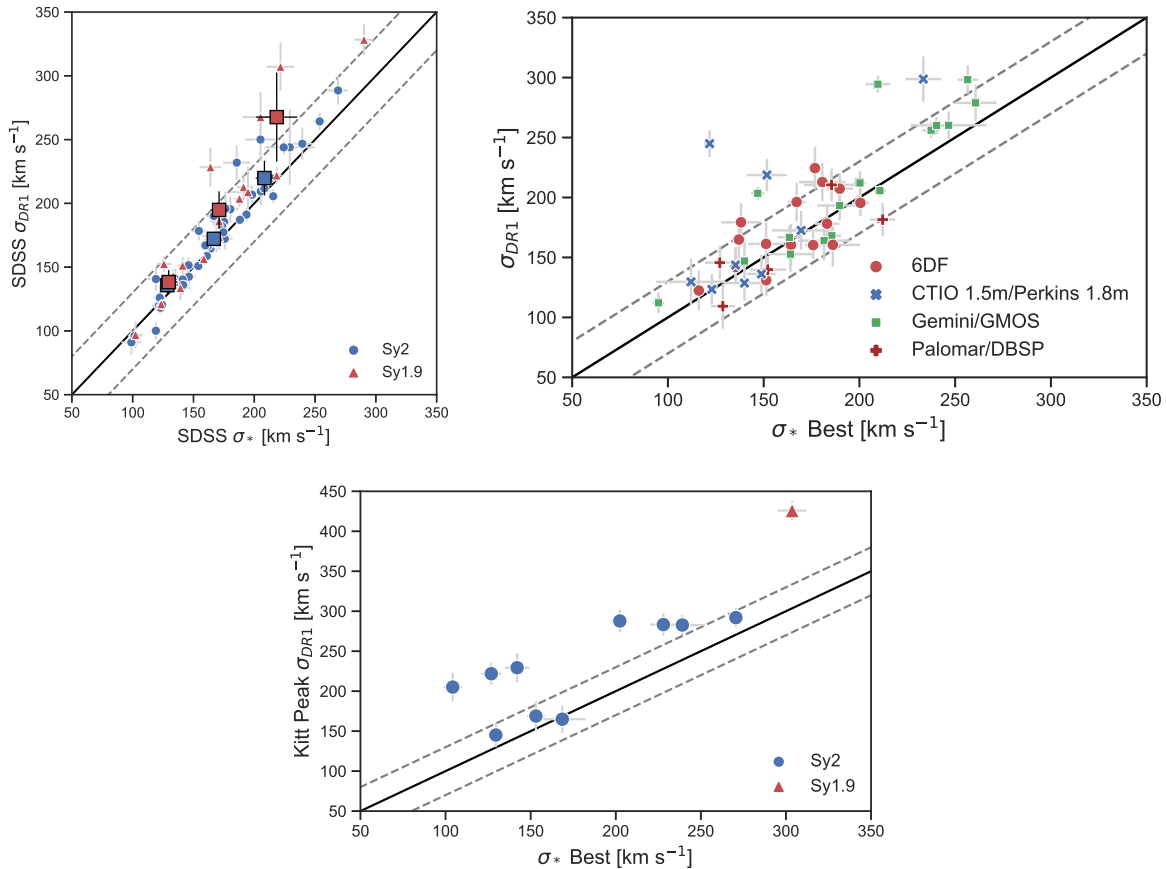 350
300
250
200
150
100
50
SDSS σ_DR1 [km s⁻¹]
Sy2
Sy1.9
50 100 150 200 250 300 350
SDSS σ* [km s⁻¹]
350
300
250
200
150
100
50
σ_DR1 [km s⁻¹]
6DF
CTIO 1.5m/Perkins 1.8m
Gemini/GMOS
Palomar/DBSP
50 100 150 200 250 300 350
σ* Best [km s⁻¹]
450
400
350
300
250
200
150
100
50
Kitt Peak σ_DR1 [km s⁻¹]
Sy2
Sy1.9
50 100 150 200 250 300 350
σ* Best [km s⁻¹]